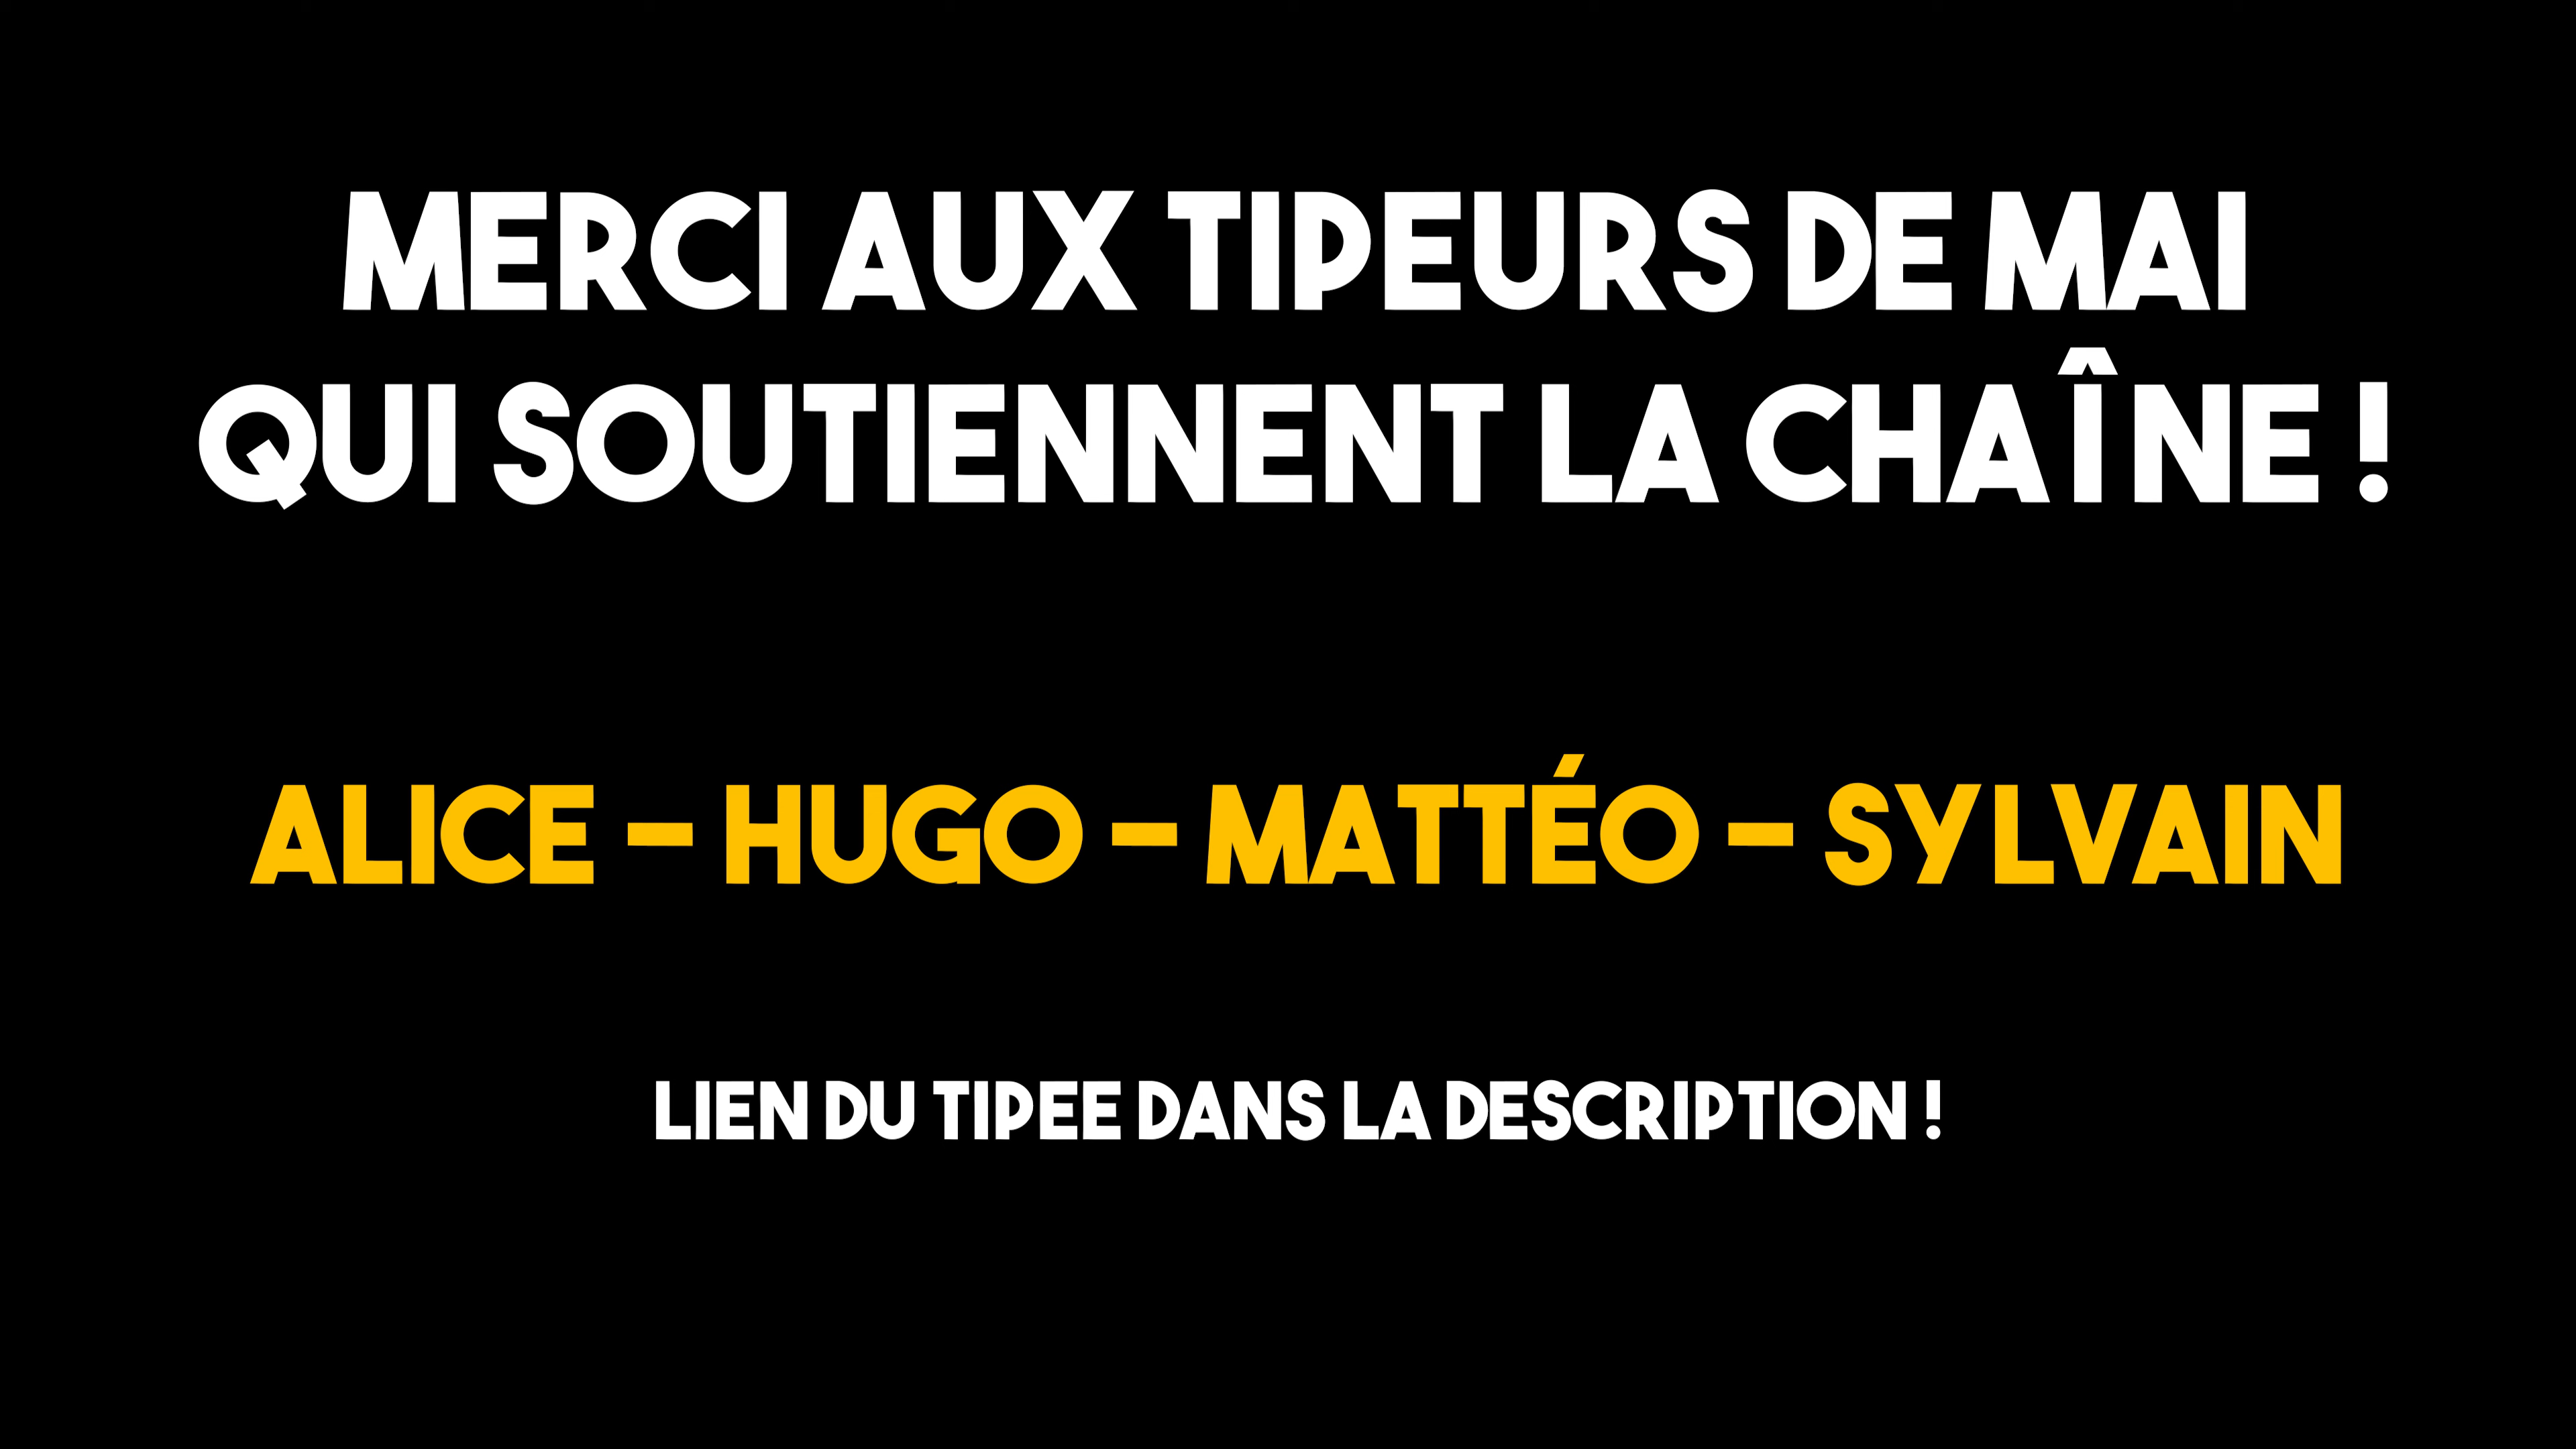 MERCI AUX TIPEURS DE MAI
QUI SOUTIENNENT LA CHAÎNE !
ALICE – HUGO – MATTÉO – SYLVAIN
LIEN DU TIPEE DANS LA DESCRIPTION !